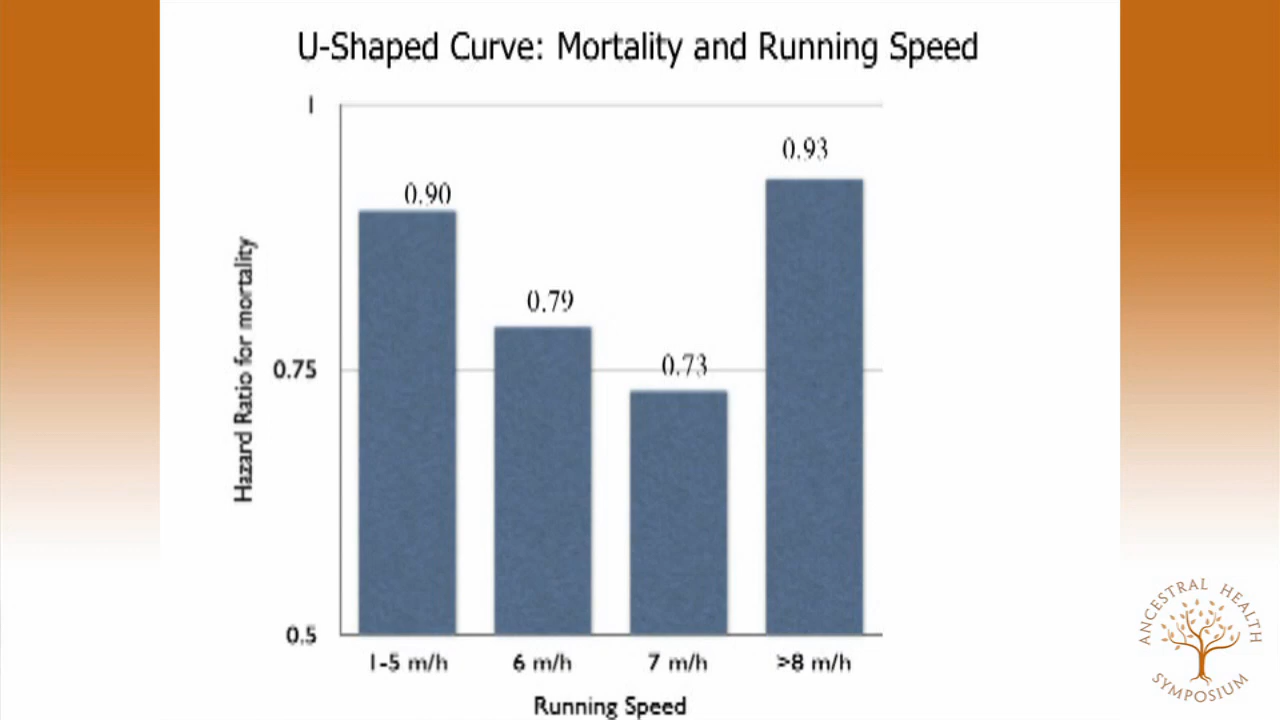 U-Shaped Curve: Mortality and Running Speed
1
0.93
0.90
0.79
0.75
0.73
0.5
Hazard Ratio for mortality
1-5 m/h
6 m/h
7 m/h
>8 m/h
Running Speed
ANCESTRAL HEALTH
SYMPOSIUM